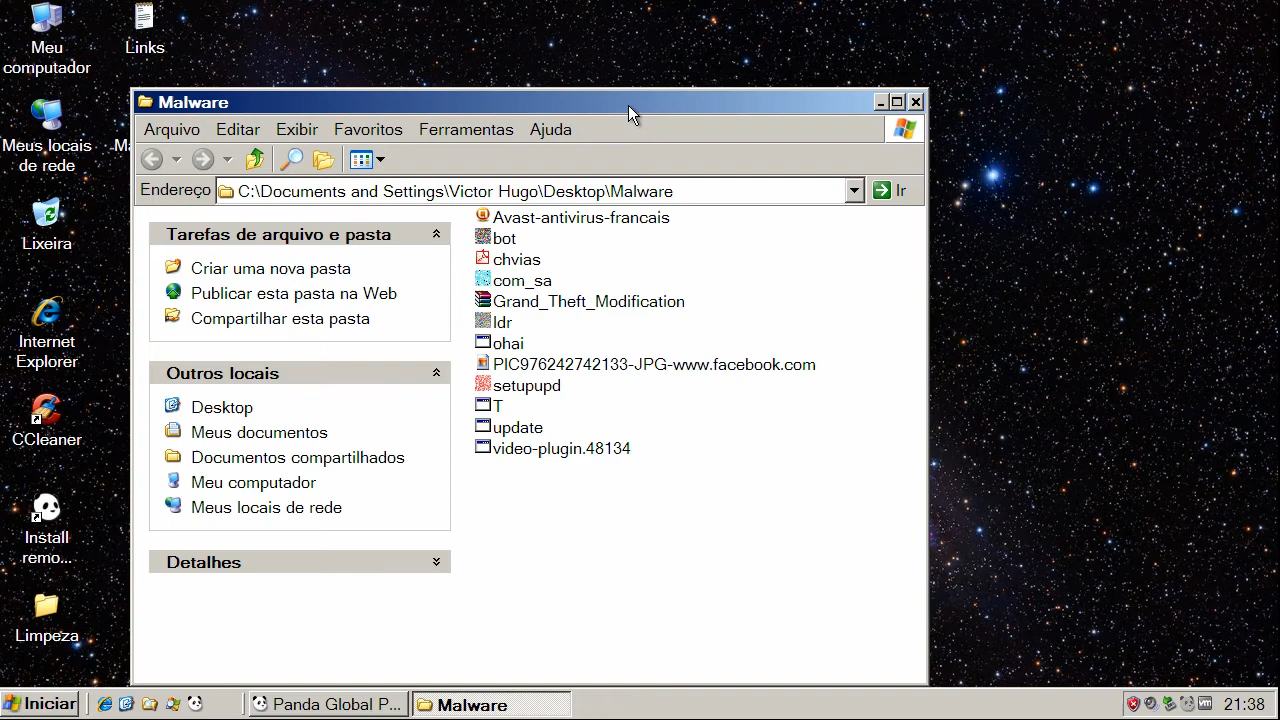 Meu
computador
Links
Meus locais
de rede
Lixeira
Internet
Explorer
CCleaner
Install
remo...
Limpeza
Malware
Arquivo Editar Exibir Favoritos Ferramentas Ajuda
Endereço C:\Documents and Settings\Victor Hugo\Desktop\Malware Ir
Tarefas de arquivo e pasta
Criar uma nova pasta
Publicar esta pasta na Web
Compartilhar esta pasta
Outros locais
Desktop
Meus documentos
Documentos compartilhados
Meu computador
Meus locais de rede
Detalhes
Avast-antivirus-francais
bot
chvias
com_sa
Grand_Theft_Modification
ldr
ohai
PIC976242742133-JPG-www.facebook.com
setupupd
T
update
video-plugin.48134
Iniciar Panda Global P... Malware vm 21:38